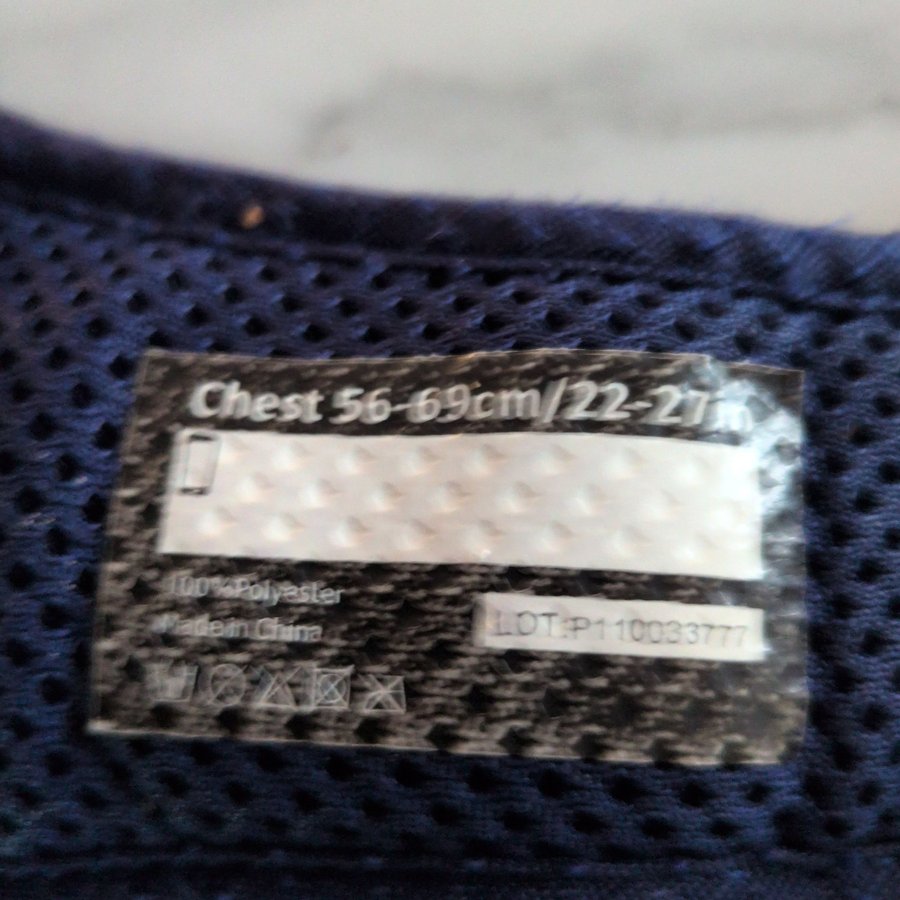 Chest 56-69cm/22-27in
100%Polyester
Made in China
LOT:P110033777